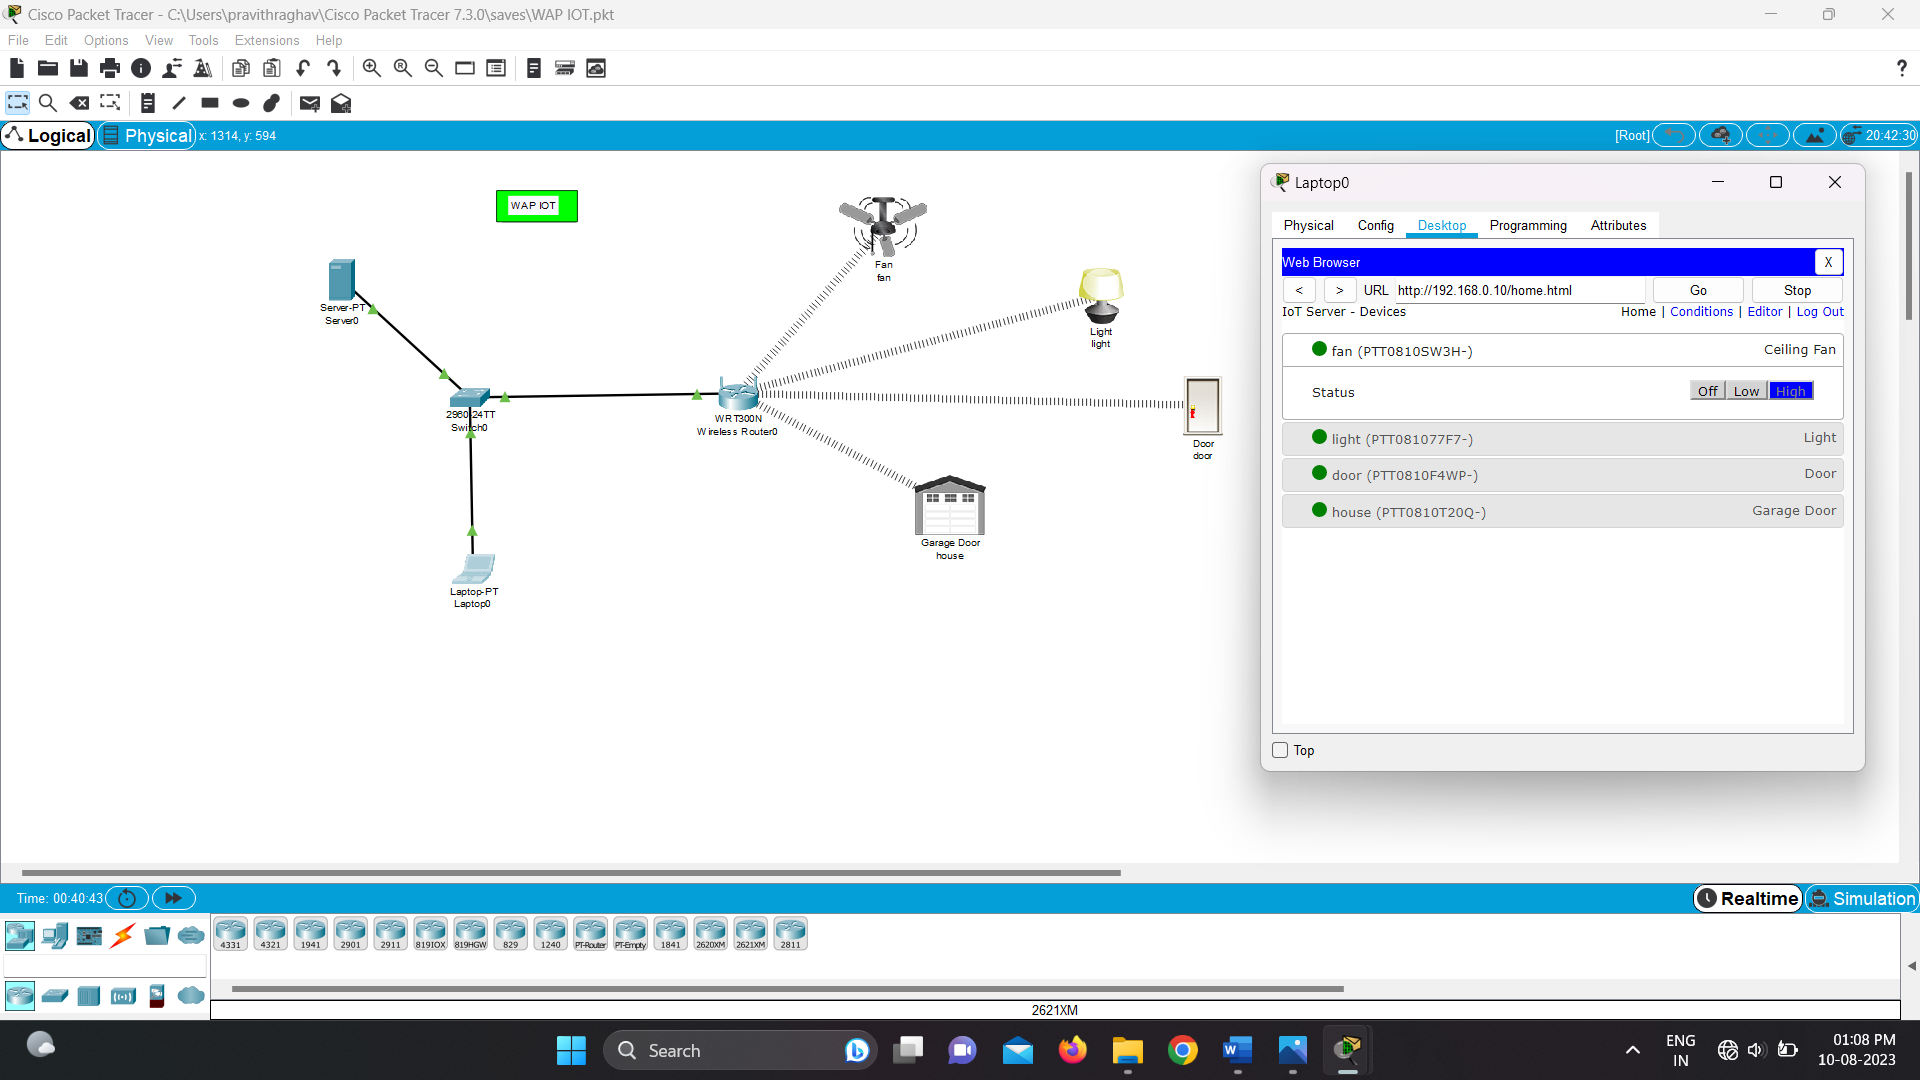 Cisco Packet Tracer - C:\Users\pravithraghav\Cisco Packet Tracer 7.3.0\saves\WAP IOT.pkt
File Edit Options View Tools Extensions Help
?
Logical Physical x: 1314, y: 594 [Root] 20:42:30
WAP IOT
Server-PT
Server0
2960-24TT
Switch0
Laptop-PT
Laptop0
WRT300N
Wireless Router0
Fan
fan
Light
light
Door
door
Garage Door
house
Laptop0
Physical Config Desktop Programming Attributes
Web Browser X
< > URL http://192.168.0.10/home.html Go Stop
IoT Server - Devices Home | Conditions | Editor | Log Out
fan (PTT0810SW3H-) Ceiling Fan
Status Off Low High
light (PTT081077F7-) Light
door (PTT0810F4WP-) Door
house (PTT0810T20Q-) Garage Door
Top
Time: 00:40:43 Realtime Simulation
4331 4321 1941 2901 2911 819IOX 819HGW 829 1240 PT-Router PT-Empty 1841 2620XM 2621XM 2811
2621XM
Search
ENG
IN
01:08 PM
10-08-2023